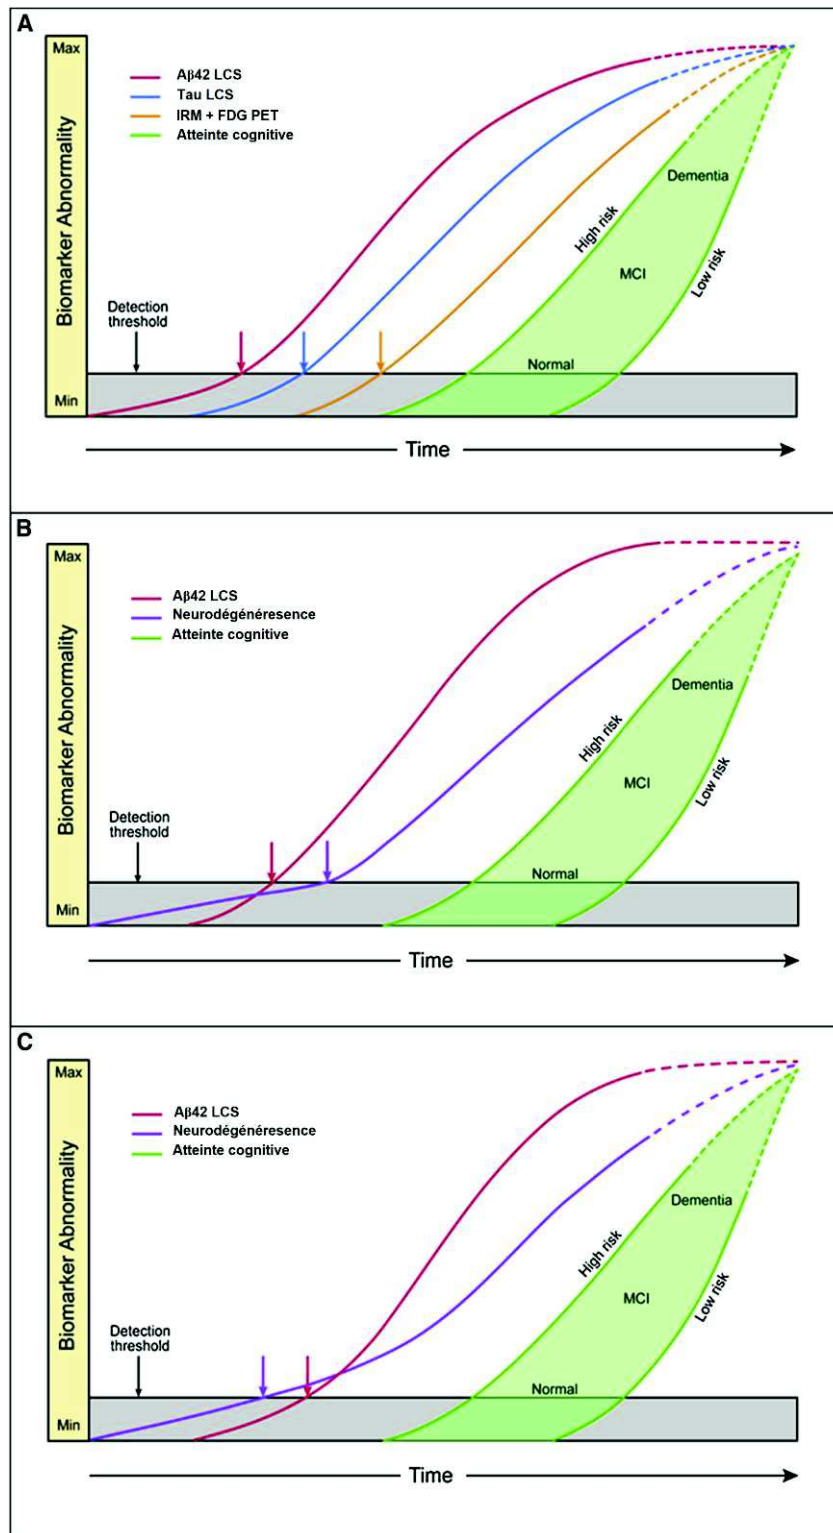 A
Max
Biomarker Abnormality
Min
Aβ42 LCS
Tau LCS
IRM + FDG PET
Atteinte cognitive
Detection
threshold
High risk
Dementia
MCI
Low risk
Normal
Time
B
Max
Biomarker Abnormality
Min
Aβ42 LCS
Neurodégénéresence
Atteinte cognitive
Detection
threshold
High risk
Dementia
MCI
Low risk
Normal
Time
C
Max
Biomarker Abnormality
Min
Aβ42 LCS
Neurodégénéresence
Atteinte cognitive
Detection
threshold
High risk
Dementia
MCI
Low risk
Normal
Time